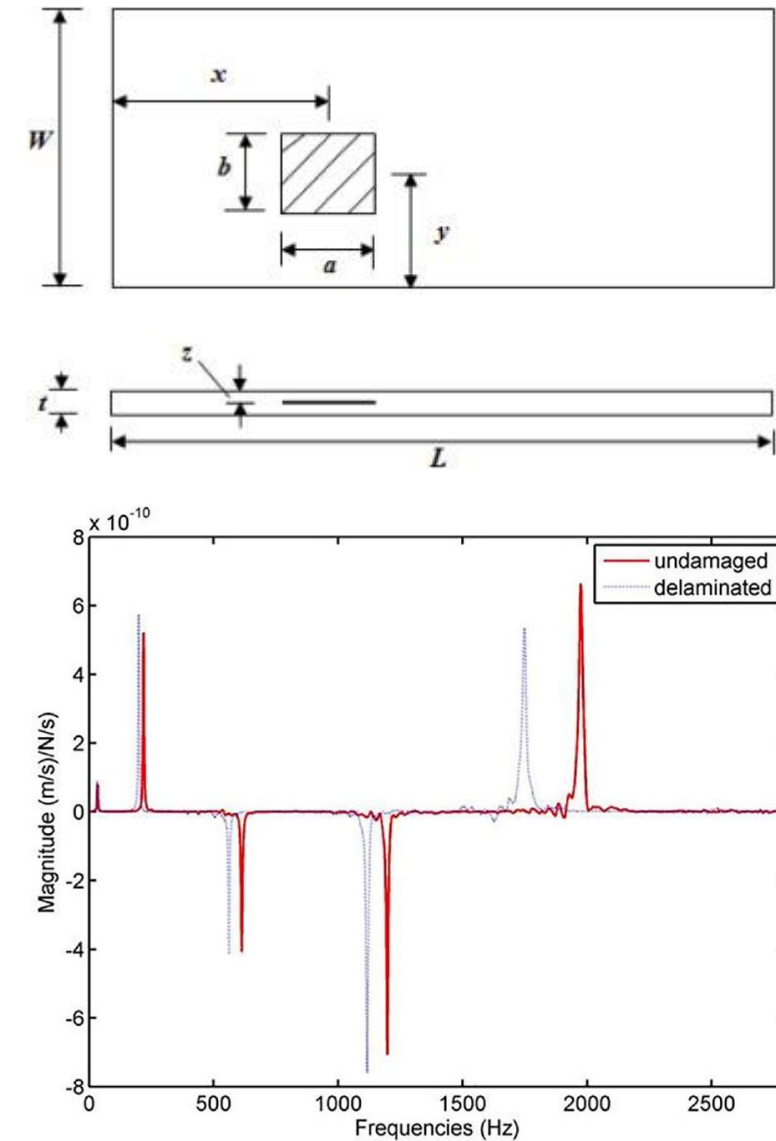 x
W
b
y
a
z
t
L
8 x 10-10
undamaged
delaminated
6
4
2
0
-2
-4
-6
-8
Magnitude (m/s)/N/s)
0 500 1000 1500 2000 2500
Frequencies (Hz)